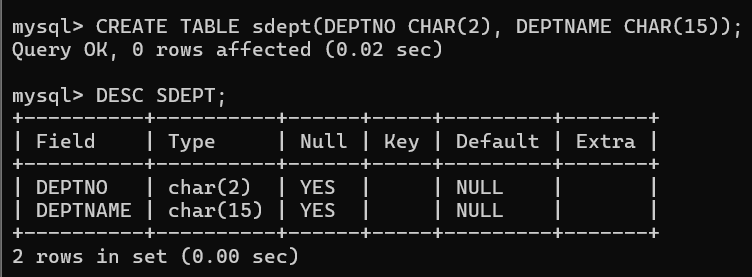 mysql> CREATE TABLE sdept(DEPTNO CHAR(2), DEPTNAME CHAR(15));
Query OK, 0 rows affected (0.02 sec)

mysql> DESC SDEPT;
+----------+----------+------+-----+---------+-------+
| Field    | Type     | Null | Key | Default | Extra |
+----------+----------+------+-----+---------+-------+
| DEPTNO   | char(2)  | YES  |     | NULL    |       |
| DEPTNAME | char(15) | YES  |     | NULL    |       |
+----------+----------+------+-----+---------+-------+
2 rows in set (0.00 sec)